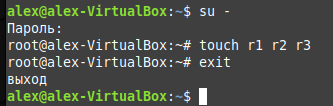 alex@alex-VirtualBox:~$ su -
Пароль:
root@alex-VirtualBox:~# touch r1 r2 r3
root@alex-VirtualBox:~# exit
выход
alex@alex-VirtualBox:~$